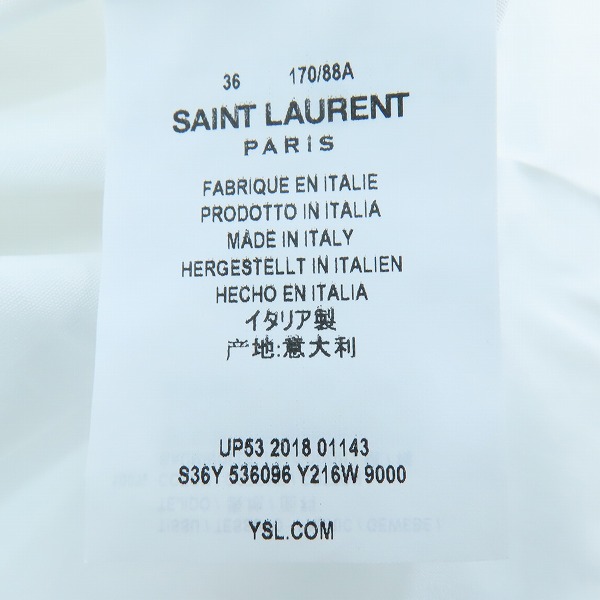 36 170/88A
SAINT LAURENT
PARIS
FABRIQUE EN ITALIE
PRODOTTO IN ITALIA
MADE IN ITALY
HERGESTELLT IN ITALIEN
HECHO EN ITALIA
イタリア製
产地:意大利
UP53 2018 01143
S36Y 536096 Y216W 9000
YSL.COM